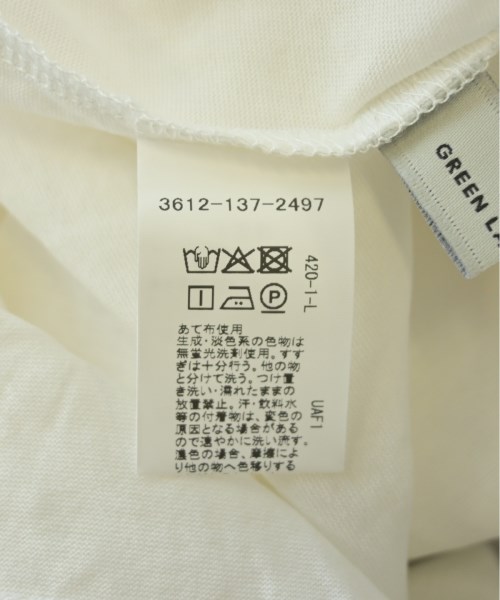 3612-137-2497
420-1-L
P
あて布使用
生成・淡色系の色物は
無蛍光洗剤使用。すす
ぎは十分行う。他の物
と分けて洗う。つけ置
き洗い・濡れたままの
放置禁止。汗・飲料水
等の付着物は、変色の
原因となる場合がある
ので速やかに洗い流す。
濃色の場合、摩擦によ
り他の物へ色移りする
UAF1
GREEN LA